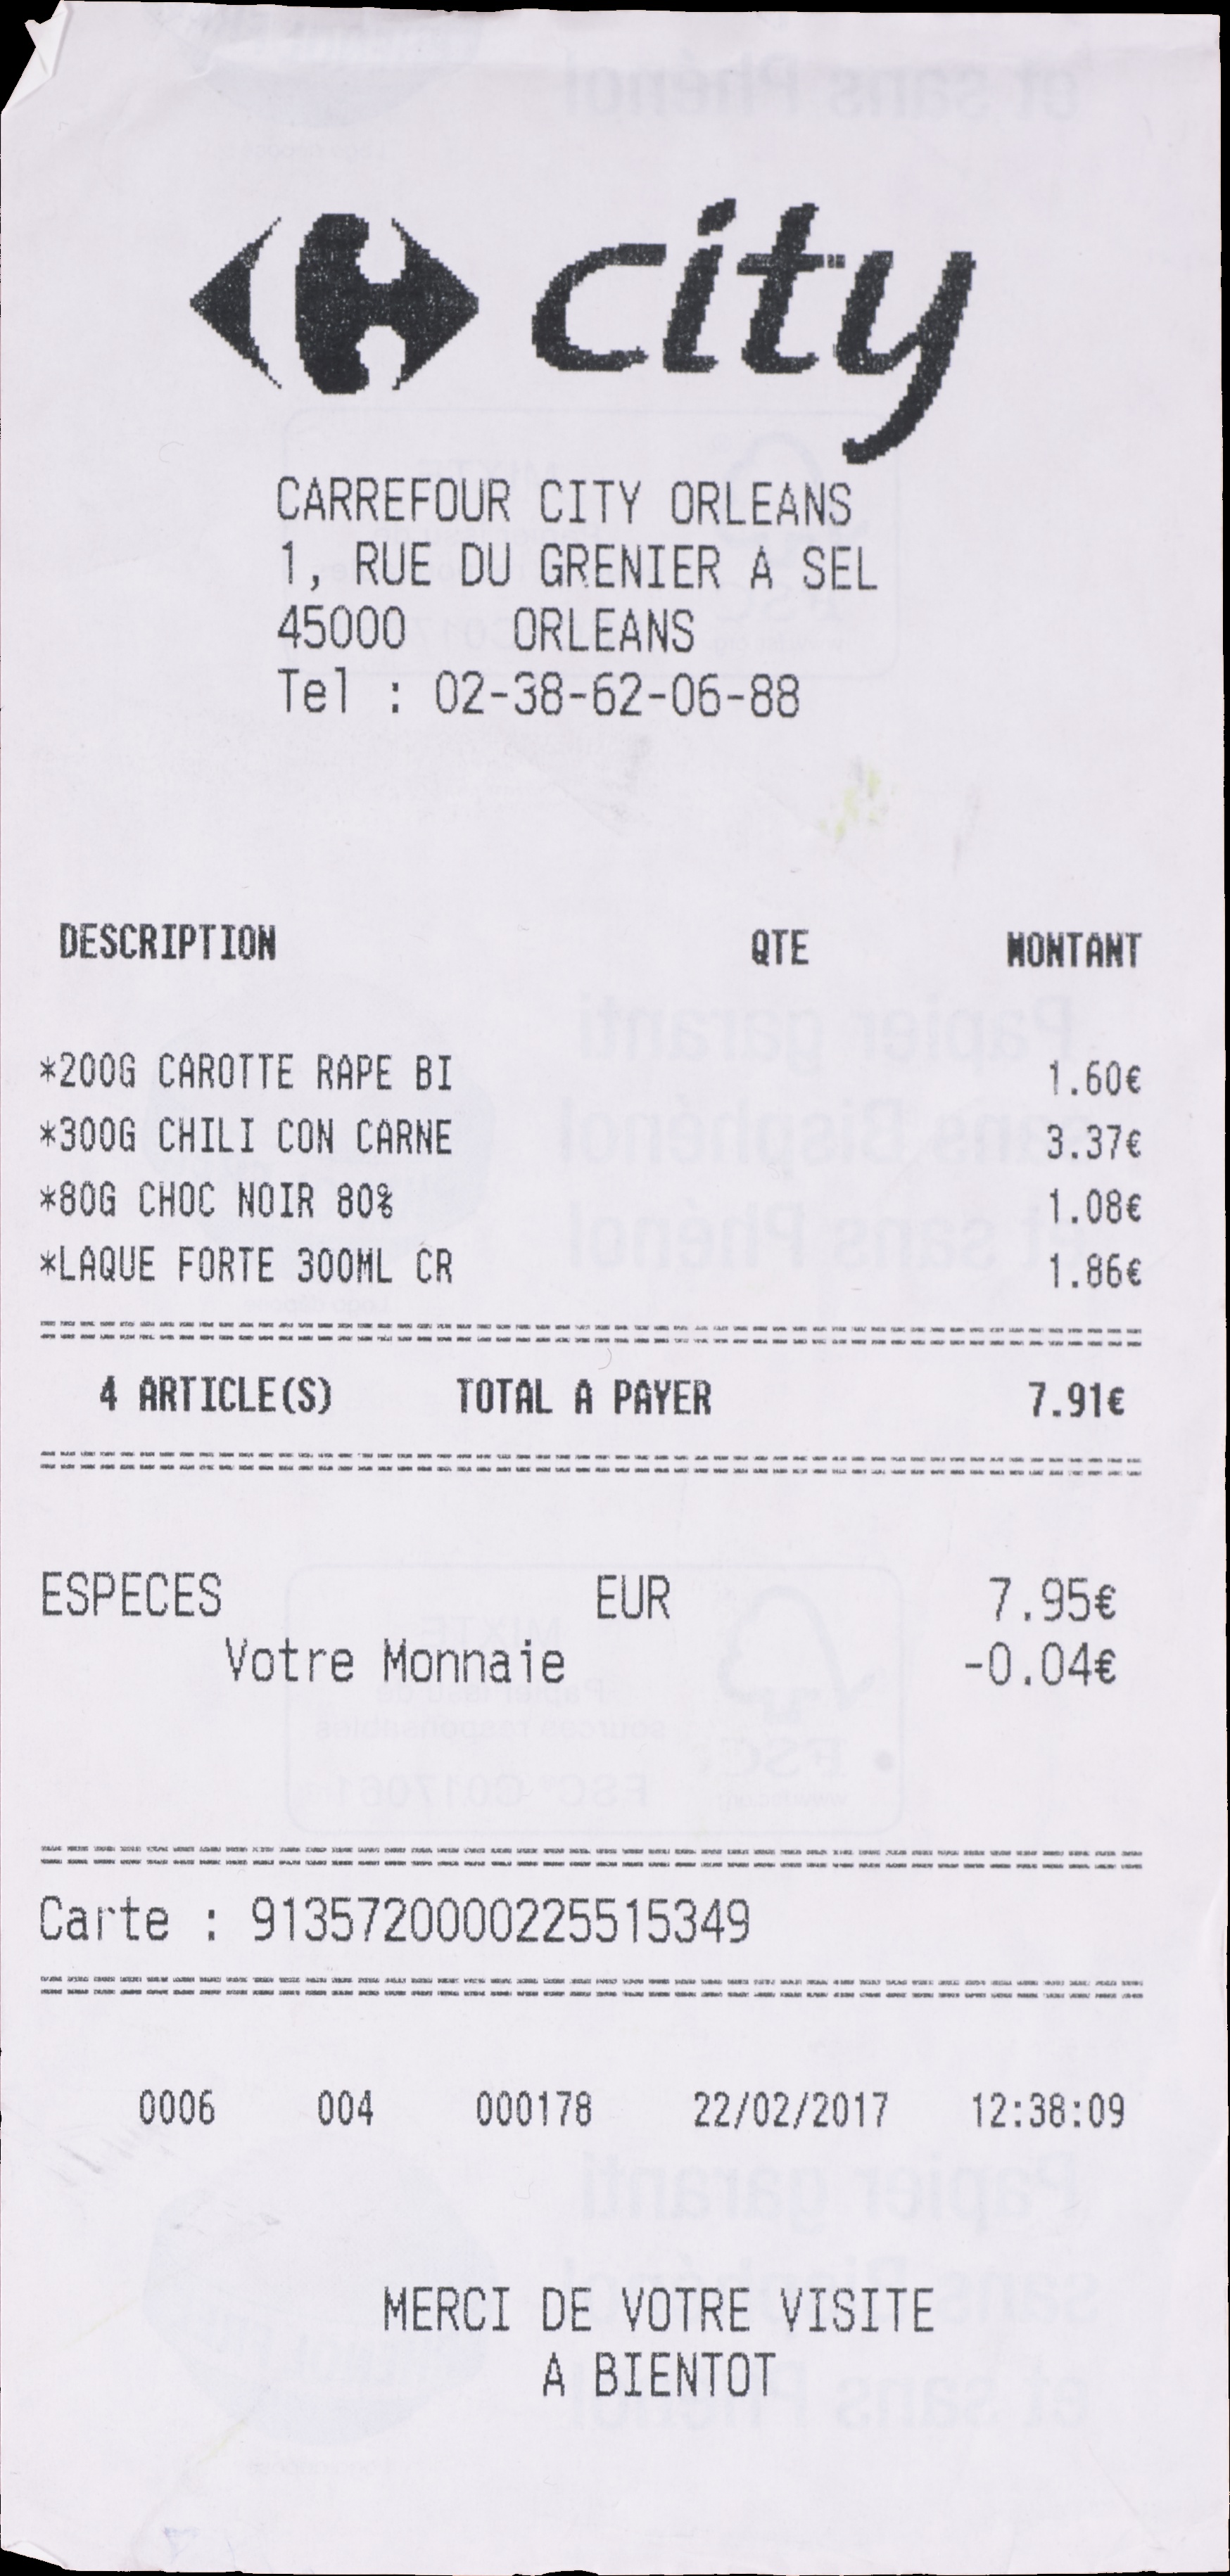 city
CARREFOUR CITY ORLEANS
1, RUE DU GRENIER A SEL
45000 ORLEANS
Tel : 02-38-62-06-88
DESCRIPTION QTE MONTANT
*200G CAROTTE RAPE BI 1.60€
*300G CHILI CON CARNE 3.37€
*80G CHOC NOIR 80% 1.08€
*LAQUE FORTE 300ML CR 1.86€
4 ARTICLE(S) TOTAL A PAYER 7.91€
ESPECES EUR 7.95€
Votre Monnaie -0.04€
Carte : 9135720000225515349
0006 004 000178 22/02/2017 12:38:09
MERCI DE VOTRE VISITE
A BIENTOT